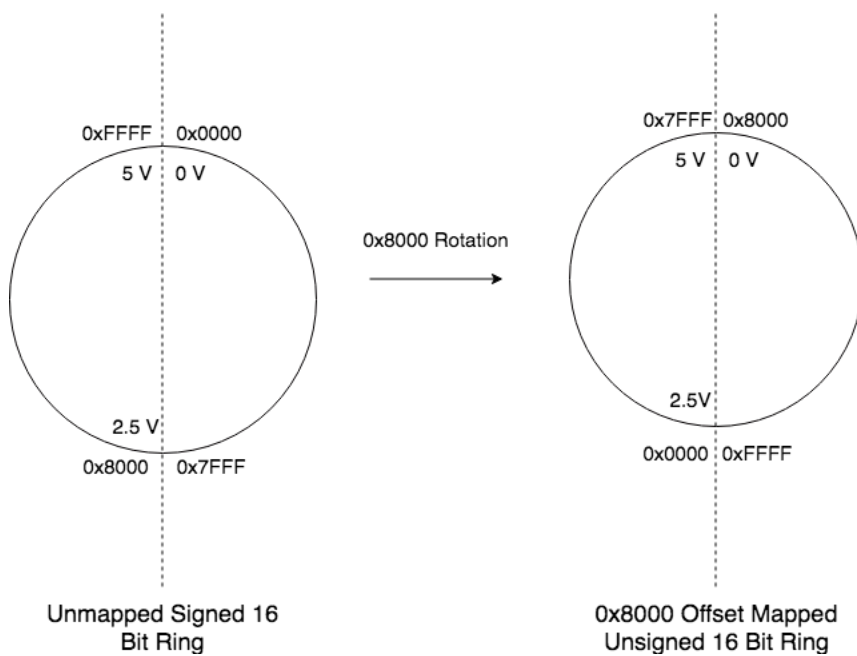 0xFFFF 0x0000
5 V 0 V
2.5 V
0x8000 0x7FFF
Unmapped Signed 16
Bit Ring
0x8000 Rotation
0x7FFF 0x8000
5 V 0 V
2.5V
0x0000 0xFFFF
0x8000 Offset Mapped
Unsigned 16 Bit Ring